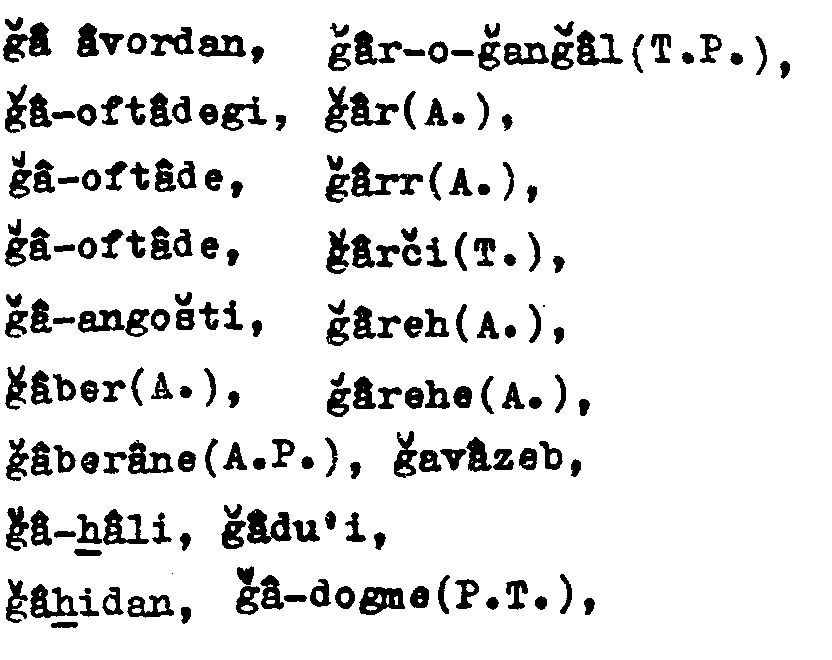 ǧâ âvordan, ǧâr-o-ǧanǧâl(T.P.),
ǧâ-oftâdegi, ǧâr(A.),
ǧâ-oftâde, ǧârr(A.),
ǧâ-oftâde, ǧârči(T.),
ǧâ-angošti, ǧâreh(A.),
ǧâber(A.), ǧârehe(A.),
ǧâberâne(A.P.), ǧavâzeb,
ǧâ-ẖâli, ǧâdu'i,
ǧâẖidan, ǧâ-dogme(P.T.),